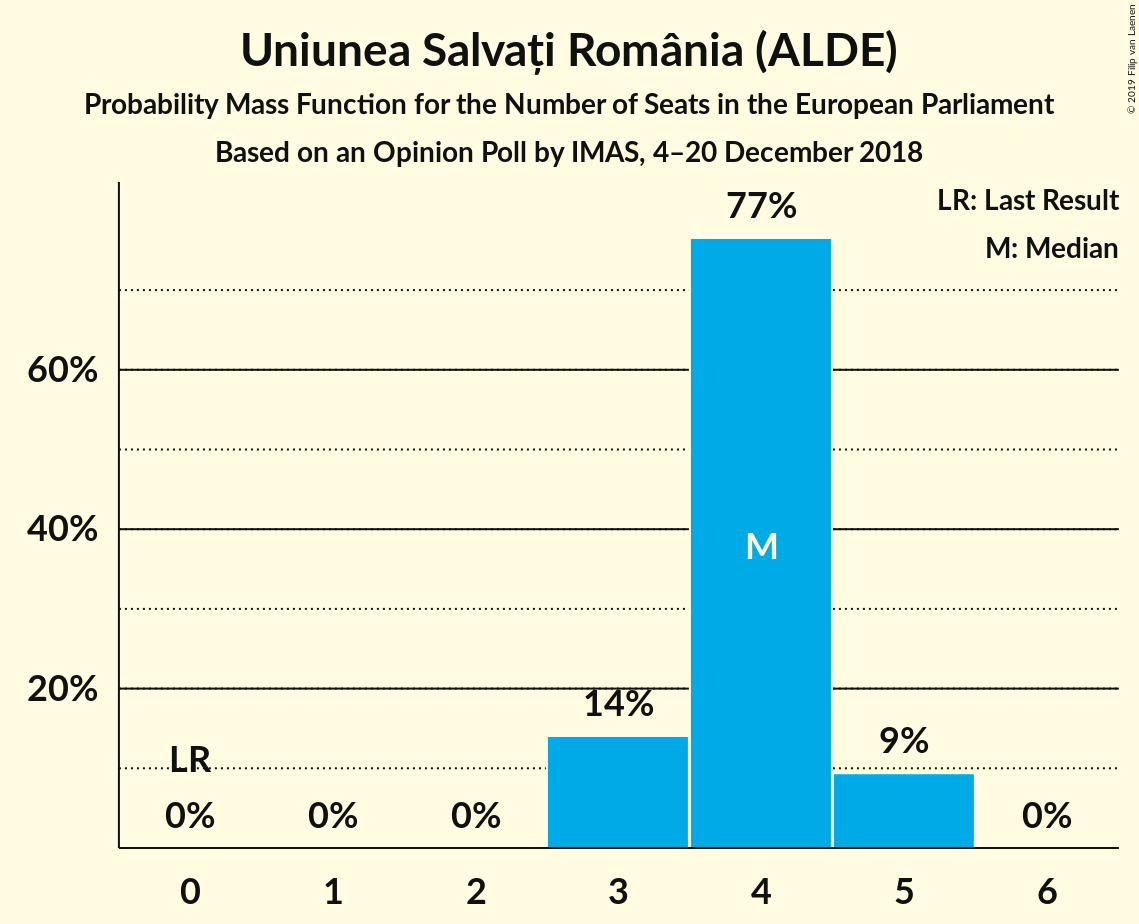 Uniunea Salvați România (ALDE)
Probability Mass Function for the Number of Seats in the European Parliament
Based on an Opinion Poll by IMAS, 4–20 December 2018
© 2019 Filip van Laenen
LR: Last Result
M: Median
77%
60%
40%
M
20%
14%
9%
LR
0%
0%
0%
0%
0
1
2
3
4
5
6